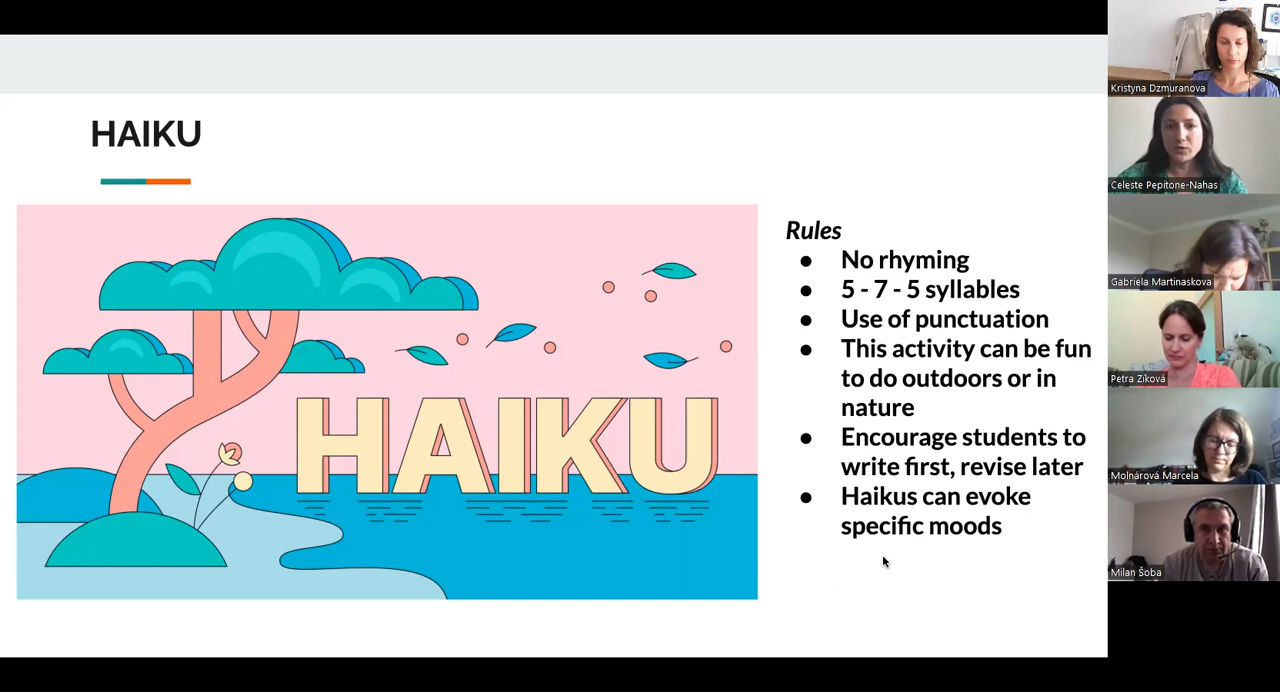 HAIKU
HAIKU
Rules
● No rhyming
● 5 - 7 - 5 syllables
● Use of punctuation
● This activity can be fun
to do outdoors or in
nature
● Encourage students to
write first, revise later
● Haikus can evoke
specific moods
Kristyna Dzmuranova
Celeste Pepitone-Nahas
Gabriela Martinaskova
Petra Zíková
Molnárová Marcela
Milan Šoba